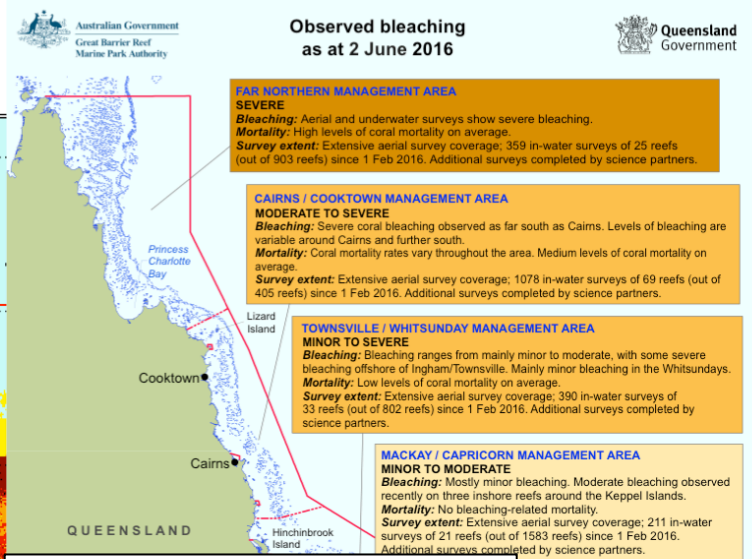 Australian Government
Great Barrier Reef
Marine Park Authority
Observed bleaching
as at 2 June 2016
Queensland
Government
FAR NORTHERN MANAGEMENT AREA
SEVERE
Bleaching: Aerial and underwater surveys show severe bleaching.
Mortality: High levels of coral mortality on average.
Survey extent: Extensive aerial survey coverage; 359 in-water surveys of 25 reefs
(out of 903 reefs) since 1 Feb 2016. Additional surveys completed by science partners.
CAIRNS / COOKTOWN MANAGEMENT AREA
MODERATE TO SEVERE
Bleaching: Severe coral bleaching observed as far south as Cairns. Levels of bleaching are
variable around Cairns and further south.
Mortality: Coral mortality rates vary throughout the area. Medium levels of coral mortality on
average.
Survey extent: Extensive aerial survey coverage; 1078 in-water surveys of 69 reefs (out of
405 reefs) since 1 Feb 2016. Additional surveys completed by science partners.
Princess
Charlotte
Bay
Lizard
Island
TOWNSVILLE / WHITSUNDAY MANAGEMENT AREA
MINOR TO SEVERE
Bleaching: Bleaching ranges from mainly minor to moderate, with some severe
bleaching offshore of Ingham/Townsville. Mainly minor bleaching in the Whitsundays.
Mortality: Low levels of coral mortality on average.
Survey extent: Extensive aerial survey coverage; 390 in-water surveys of
33 reefs (out of 802 reefs) since 1 Feb 2016. Additional surveys completed by
science partners.
Cooktown
Cairns
MACKAY / CAPRICORN MANAGEMENT AREA
MINOR TO MODERATE
Bleaching: Mostly minor bleaching. Moderate bleaching observed
recently on three inshore reefs around the Keppel Islands.
Mortality: No bleaching-related mortality.
Survey extent: Extensive aerial survey coverage; 211 in-water
surveys of 21 reefs (out of 1583 reefs) since 1 Feb 2016.
Additional surveys completed by science partners.
QUEENSLAND
Hinchinbrook
Island